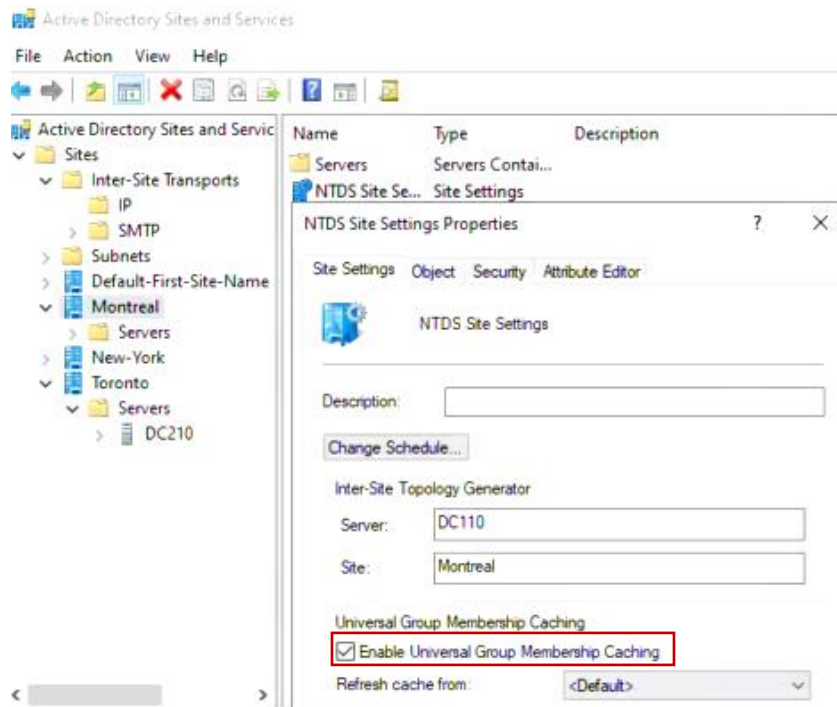 Active Directory Sites and Services
File Action View Help
Active Directory Sites and Servic
Sites
Inter-Site Transports
IP
SMTP
Subnets
Default-First-Site-Name
Montreal
Servers
New-York
Toronto
Servers
DC210
Name Type Description
Servers Servers Contai...
NTDS Site Se... Site Settings
NTDS Site Settings Properties ?
Site Settings Object Security Attribute Editor
NTDS Site Settings
Description:
Change Schedule...
Inter-Site Topology Generator
Server: DC110
Site: Montreal
Universal Group Membership Caching
Enable Universal Group Membership Caching
Refresh cache from: <Default>